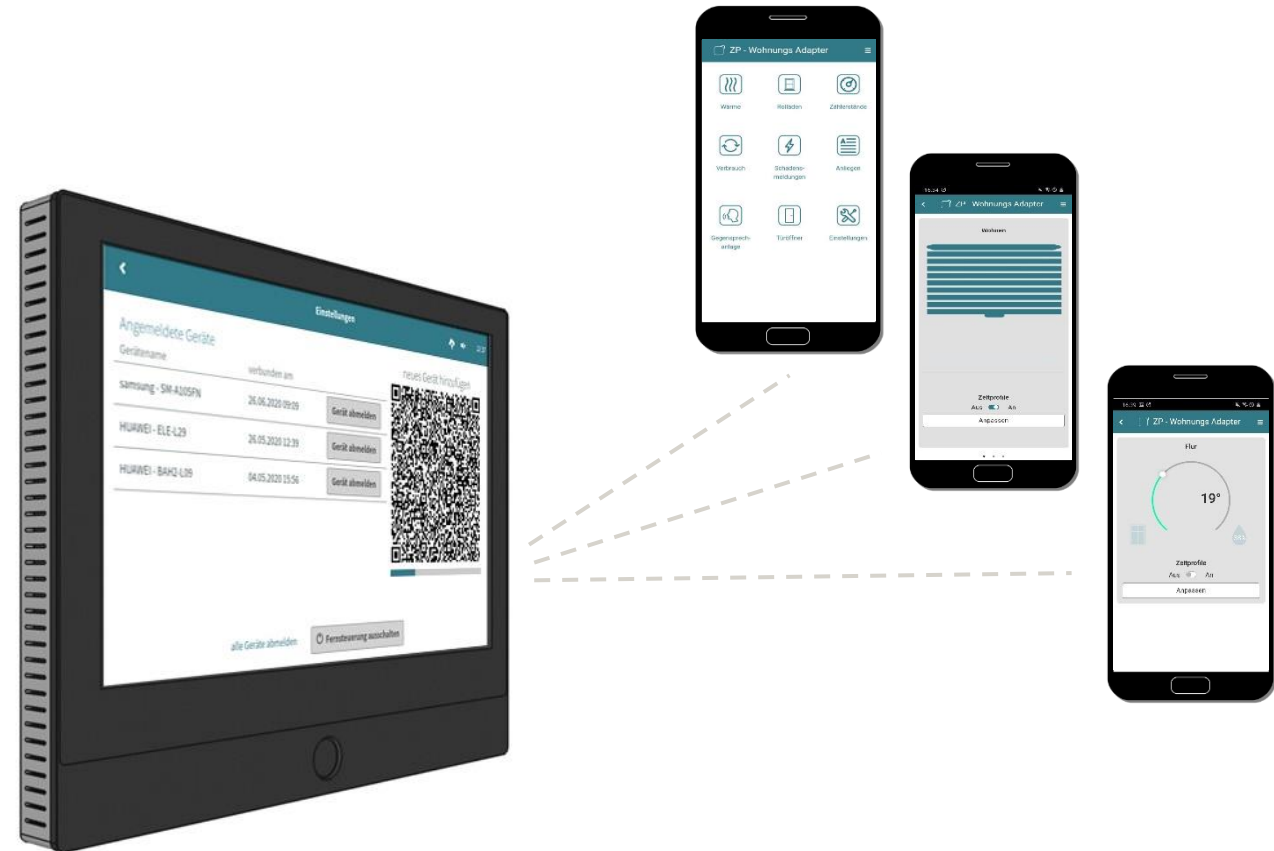 Einstellungen
Angemeldete Geräte
Gerätename
verbunden am
neues Gerät hinzufügen
samsung - SM-A105FN
26.06.2020 09:09
Gerät abmelden
HUAWEI - ELE-L29
26.05.2020 12:39
Gerät abmelden
HUAWEI - BAH2-L09
04.05.2020 15:56
Gerät abmelden
alle Geräte abmelden
Fernsteuerung ausschalten
ZP - Wohnungs Adapter
Wärme
Rolläden
Zählerstände
Verbrauch
Schadens-
meldungen
Anliegen
Gegensprech-
anlage
Türöffner
Einstellungen
ZP - Wohnungs Adapter
Wohnen
Zeitprofile
Aus
An
Anpassen
ZP - Wohnungs Adapter
Flur
19°
Zeitprofile
Aus
An
Anpassen